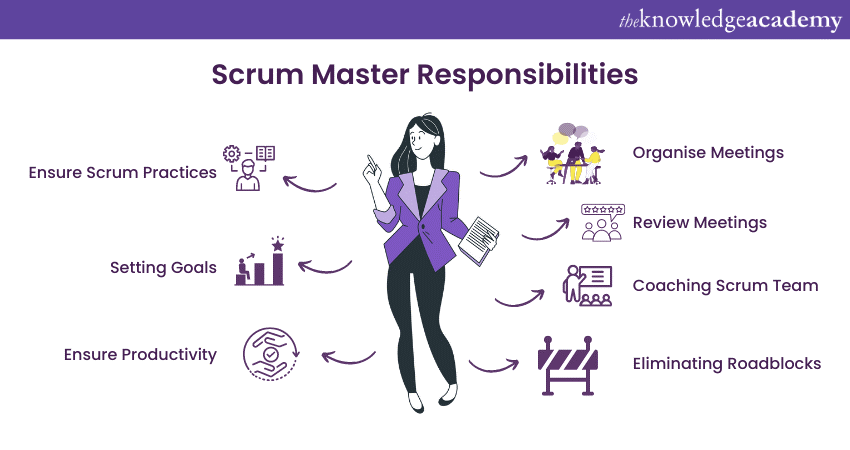 theknowledgeacademy
Scrum Master Responsibilities
Ensure Scrum Practices
Setting Goals
Ensure Productivity
Organise Meetings
Review Meetings
Coaching Scrum Team
Eliminating Roadblocks